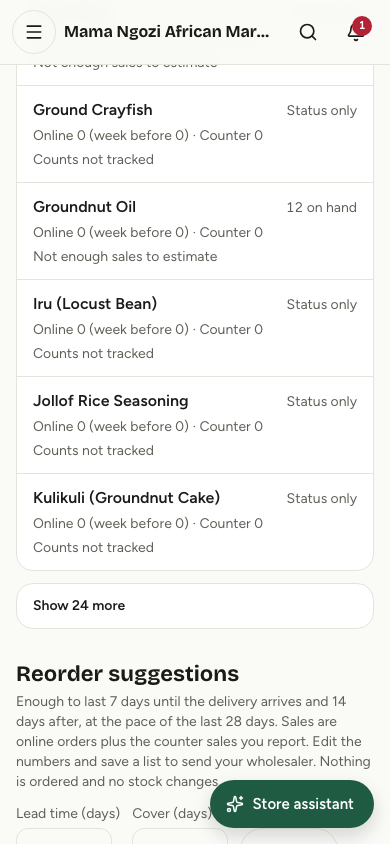 Mama Ngozi African Mar...
1
Not enough sales to estimate
Ground Crayfish
Status only
Online 0 (week before 0) · Counter 0
Counts not tracked
Groundnut Oil
12 on hand
Online 0 (week before 0) · Counter 0
Not enough sales to estimate
Iru (Locust Bean)
Status only
Online 0 (week before 0) · Counter 0
Counts not tracked
Jollof Rice Seasoning
Status only
Online 0 (week before 0) · Counter 0
Counts not tracked
Kulikuli (Groundnut Cake)
Status only
Online 0 (week before 0) · Counter 0
Counts not tracked
Show 24 more
Reorder suggestions
Enough to last 7 days until the delivery arrives and 14
days after, at the pace of the last 28 days. Sales are
online orders plus the counter sales you report. Edit the
numbers and save a list to send your wholesaler. Nothing
is ordered and no stock changes.
Store assistant
Lead time (days)
Cover (days)